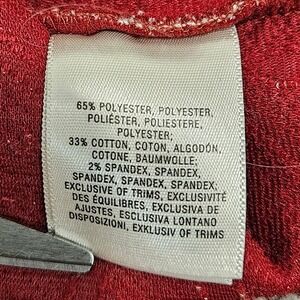 65% POLYESTER, POLYESTER,
POLIÉSTER, POLIESTERE,
POLYESTER;
33% COTTON, COTON, ALGODÓN,
COTONE, BAUMWOLLE;
2% SPANDEX, SPANDEX,
SPANDEX, SPANDEX, SPANDEX
EXCLUSIVE OF TRIMS, EXCLUSIVITÉ
DES ÉQUILIBRES, EXCLUSIVA DE
AJUSTES, ESCLUSIVA LONTANO
DISPOSIZIONI, EXKLUSIV OF TRIMS